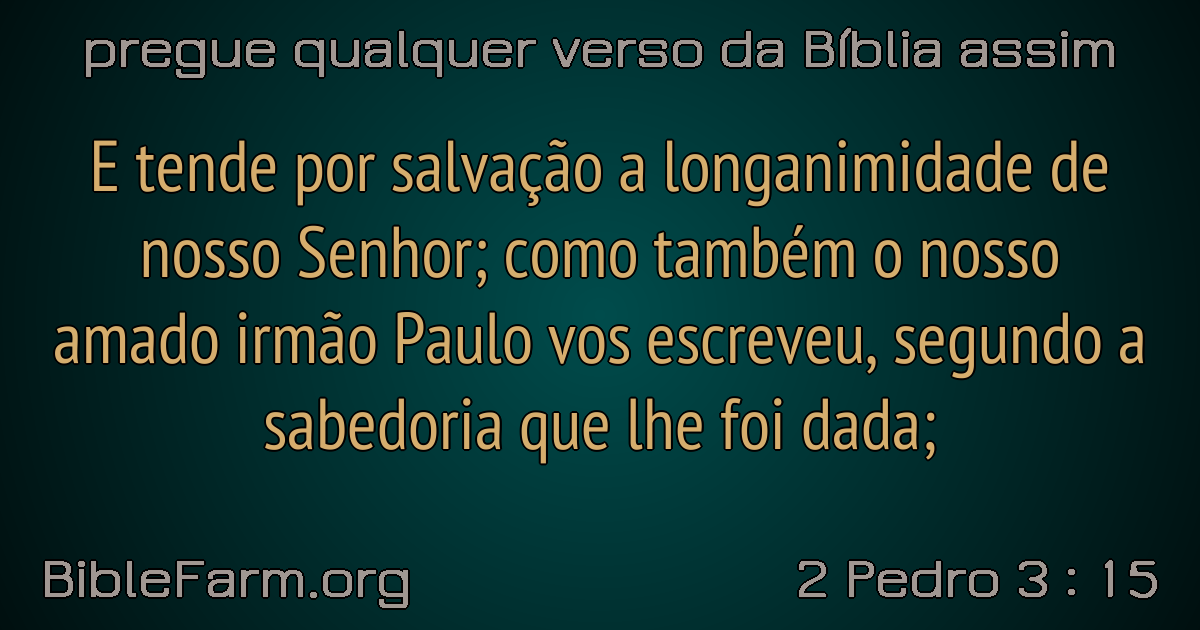 pregue qualquer verso da Bíblia assim
E tende por salvação a longanimidade de
nosso Senhor; como também o nosso
amado irmão Paulo vos escreveu, segundo a
sabedoria que lhe foi dada;
BibleFarm.org
2 Pedro 3 : 15